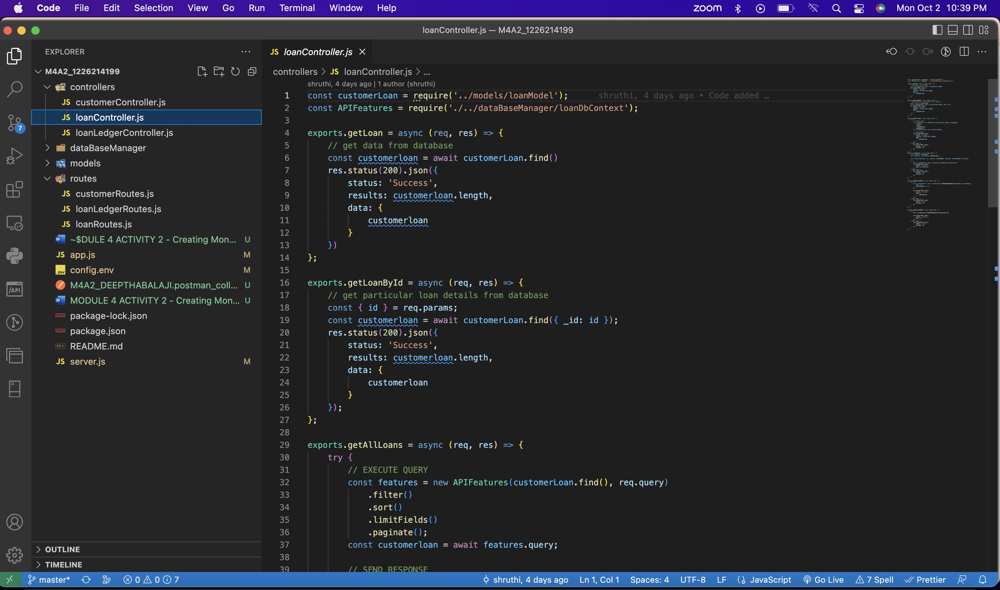 Code File Edit Selection View Go Run Terminal Window Help zoom Mon Oct 2 10:39 PM
loanController.js — M4A2_1226214199
EXPLORER
M4A2_1226214199
controllers
JS customerController.js
JS loanController.js
JS loanLedgerController.js
dataBaseManager
models
routes
JS customerRoutes.js
JS loanLedgerRoutes.js
JS loanRoutes.js
W ~$DULE 4 ACTIVITY 2 - Creating Mon... U
JS app.js M
.ENV config.env M
M4A2_DEEPTHABALAJI.postman_coll... U
W MODULE 4 ACTIVITY 2 - Creating Mon... U
package-lock.json
package.json
README.md
JS server.js M
OUTLINE
TIMELINE
7
/API
JS loanController.js
controllers > JS loanController.js > ...
shruthi, 4 days ago | 1 author (shruthi)
1 const customerLoan = require('../models/loanModel'); shruthi, 4 days ago • Code added …
2 const APIFeatures = require('./../dataBaseManager/loanDbContext');
3
4 exports.getLoan = async (req, res) => {
5 // get data from database
6 const customerloan = await customerLoan.find()
7 res.status(200).json({
8 status: 'Success',
9 results: customerloan.length,
10 data: {
11 customerloan
12 }
13 })
14 };
15
16 exports.getLoanById = async (req, res) => {
17 // get particular loan details from database
18 const { id } = req.params;
19 const customerloan = await customerLoan.find({ _id: id });
20 res.status(200).json({
21 status: 'Success',
22 results: customerloan.length,
23 data: {
24 customerloan
25 }
26 });
27 };
28
29 exports.getAllLoans = async (req, res) => {
30 try {
31 // EXECUTE QUERY
32 const features = new APIFeatures(customerLoan.find(), req.query)
33 .filter()
34 .sort()
35 .limitFields()
36 .paginate();
37 const customerloan = await features.query;
38
39 // SEND RESPONSE
master* 0 0 7 shruthi, 4 days ago Ln 1, Col 1 Spaces: 4 UTF-8 LF JavaScript Go Live 7 Spell Prettier